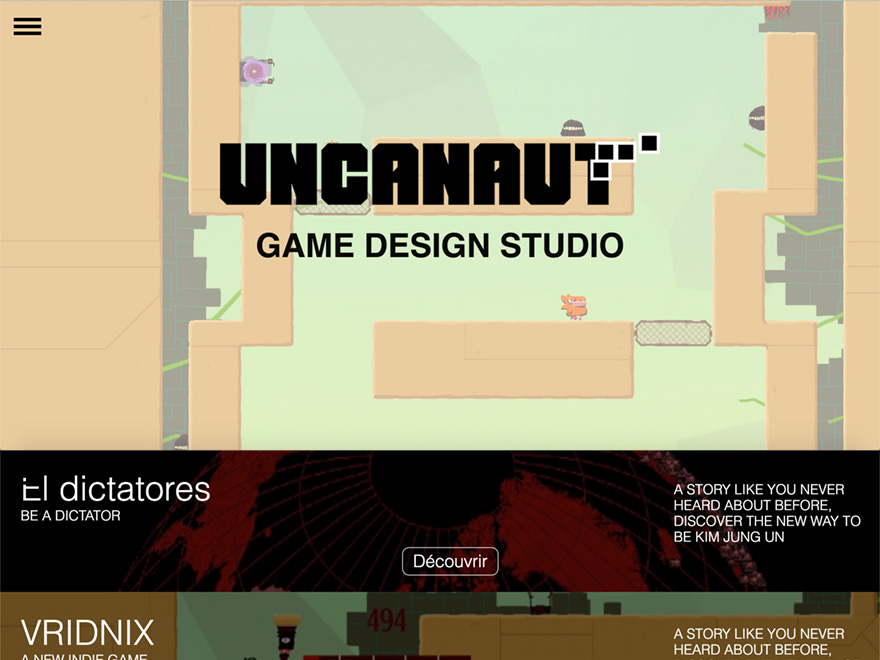 UNCANAUT
GAME DESIGN STUDIO
El dictatores
BE A DICTATOR
A STORY LIKE YOU NEVER
HEARD ABOUT BEFORE,
DISCOVER THE NEW WAY TO
BE KIM JUNG UN
Découvrir
494
VRIDNIX
A NEW INDIE GAME
A STORY LIKE YOU NEVER
HEARD ABOUT BEFORE,